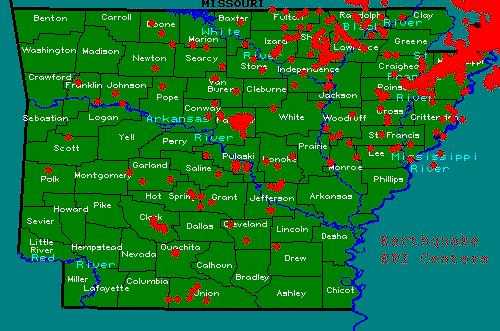 MISSOURI
Benton Carroll Boone Baxter Fulton Randolph Clay
White Black River
Marion Izard Sh Greene
Washington Madison Searcy River Lawrence
Newton Stone Independence Craighead
Crawford Van
Franklin Johnson Buren Cleburne Jackson Poinsett
Pope River
Conway Cross
Sebastian Logan Arkansas White Woodruff Crittenden
Yell Perry River Prairie St. Francis
Scott Pulaski Lonoke Lee Mississippi
Garland Saline Monroe River
Polk Montgomery Phillips
Hot Spring Grant Jefferson Arkansas
Howard Pike
Sevier Clark Dallas Cleveland Lincoln
Desha
Little Hempstead Ouachita Earthquake
River Nevada Drew EPI Centers
Red River Calhoun
Miller Columbia Bradley
Lafayette Union Ashley Chicot